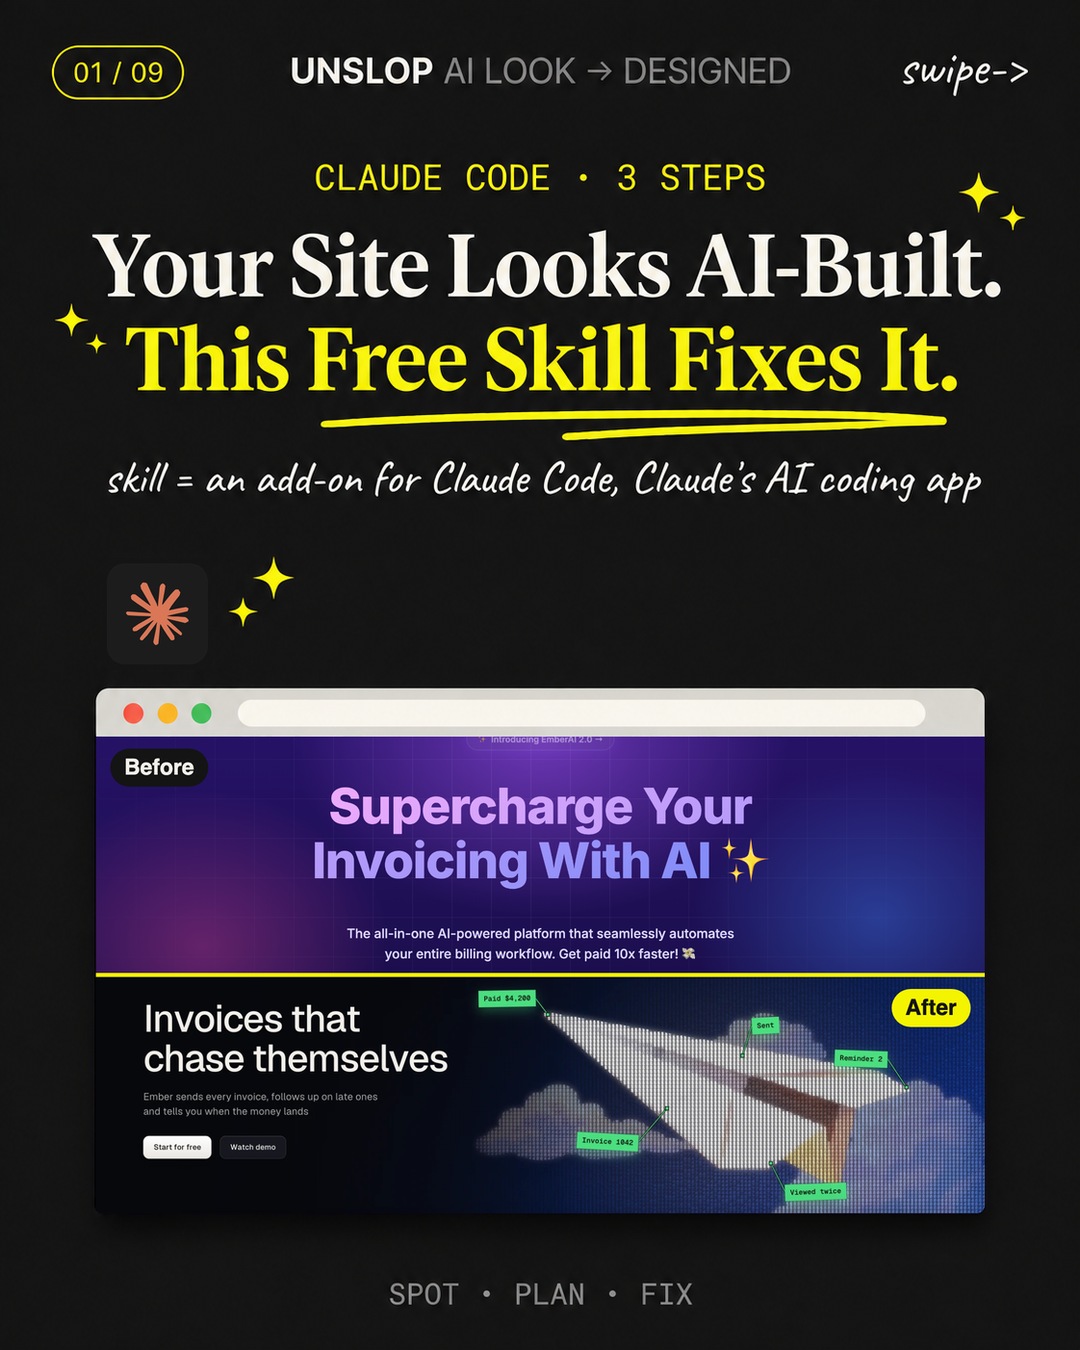 01 / 09
UNSLOP AI LOOK → DESIGNED
swipe->
CLAUDE CODE • 3 STEPS
Your Site Looks AI-Built.
This Free Skill Fixes It.
skill = an add-on for Claude Code, Claude's AI coding app
✨ Introducing EmberAI 2.0 →
Before
Supercharge Your
Invoicing With AI ✨
The all-in-one AI-powered platform that seamlessly automates
your entire billing workflow. Get paid 10x faster! 💸
After
Invoices that
chase themselves
Ember sends every invoice, follows up on late ones
and tells you when the money lands
Start for free
Watch demo
Paid $4,200
Sent
Reminder 2
Invoice 1042
Viewed twice
SPOT • PLAN • FIX